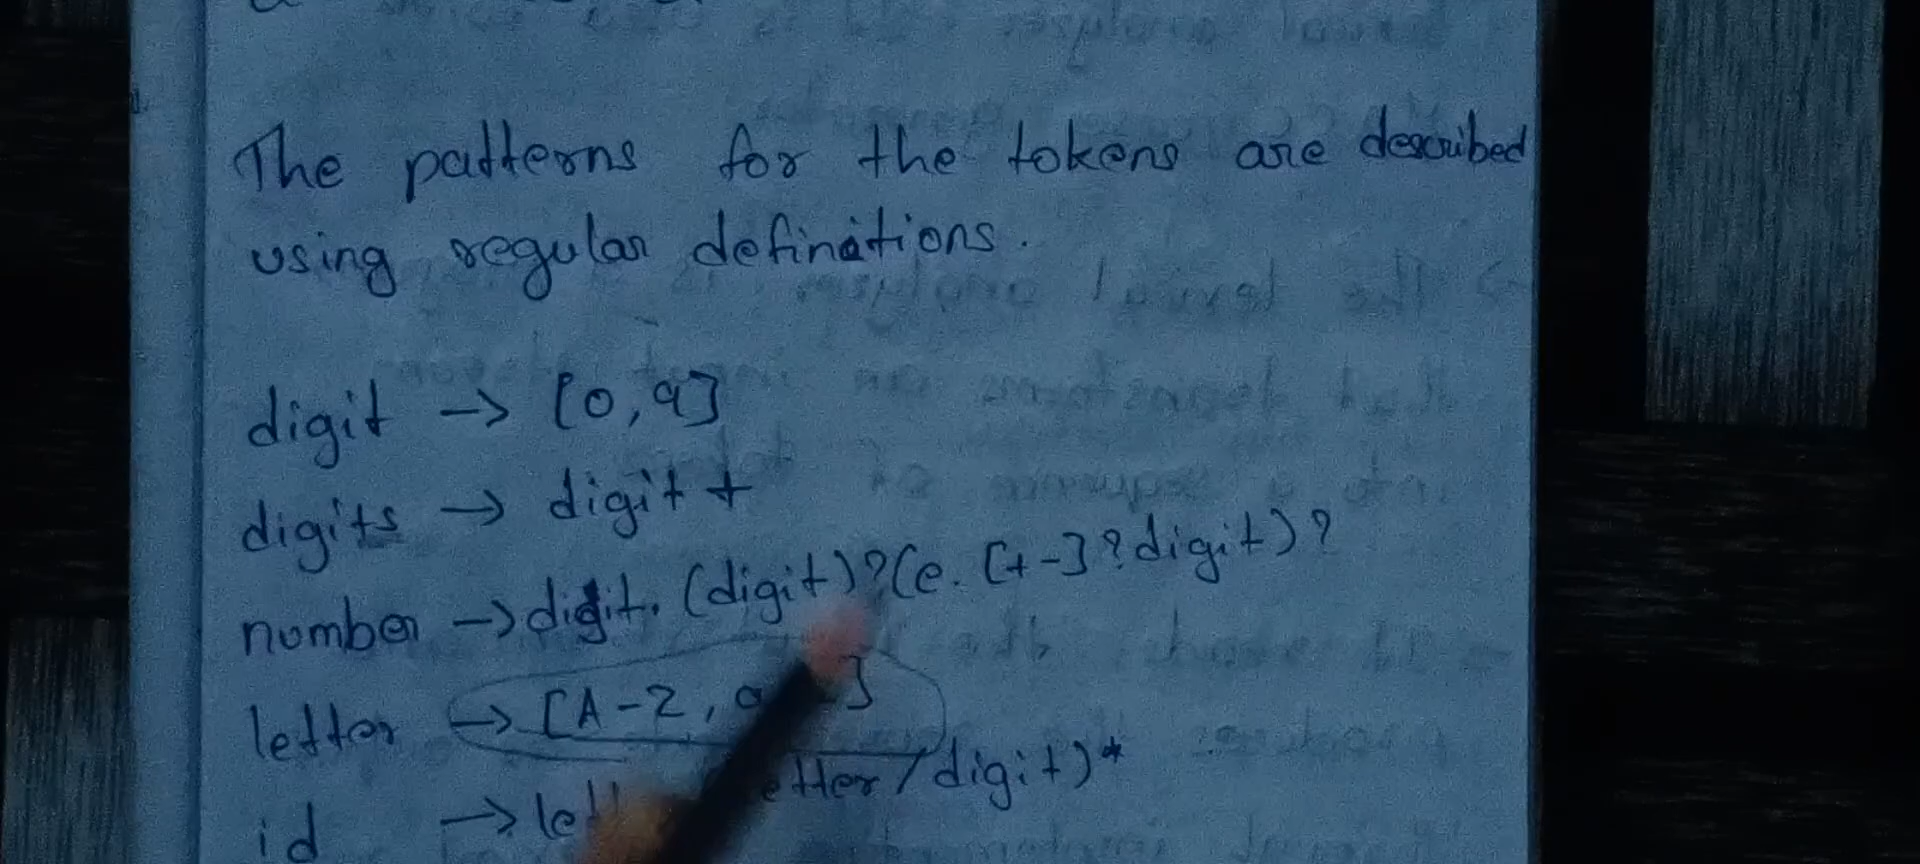 The patterns for the tokens are described
using regular definitions.
digit → [0,9]
digits → digit +
number → digit. (digit)?(e. [+-]?digit)?
letter → [A-Z, ]
id → /digit)*